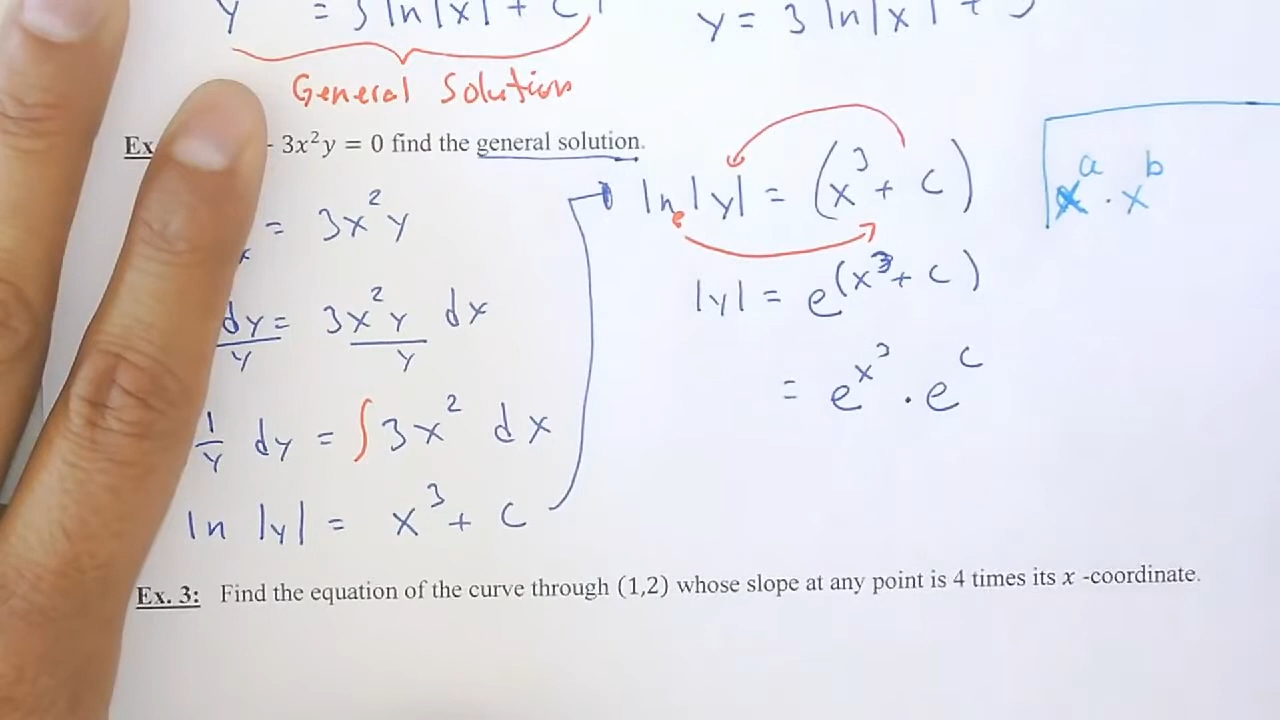 y = 3 ln|x| + C
y = 3 ln|x| +
General Solution
Ex - 3x²y = 0 find the general solution.
= 3x²y
dy/y = 3x²y/y dx
1/y dy = ∫3x² dx
ln |y| = x³ + c
ln|y| = (x³ + c)
e
|y| = e^(x³ + c)
= e^x³ · e^c
x^a · x^b
Ex. 3: Find the equation of the curve through (1,2) whose slope at any point is 4 times its x -coordinate.